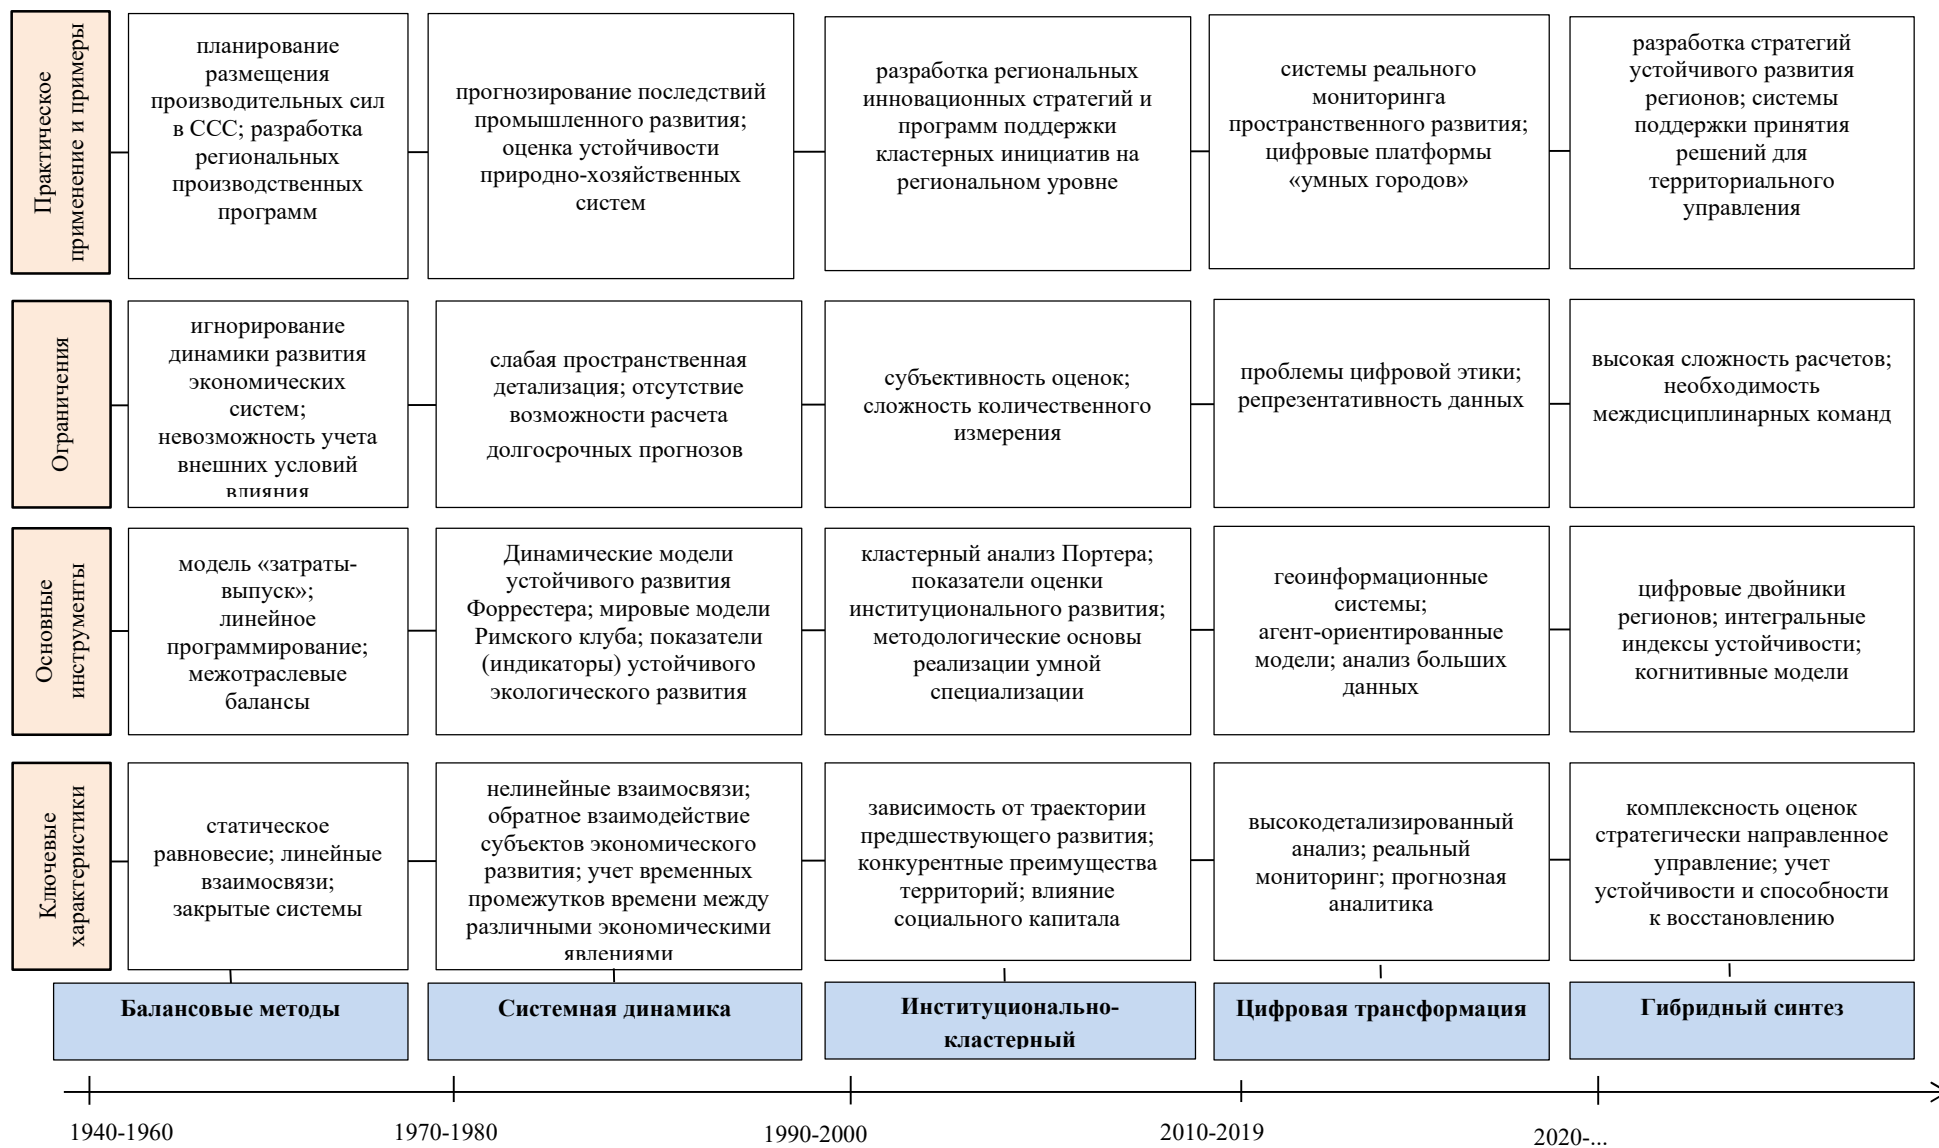 Практическое
применение и примеры
планирование
размещения
производительных сил
в ССС; разработка
региональных
производственных
программ
прогнозирование последствий
промышленного развития;
оценка устойчивости
природно-хозяйственных
систем
разработка региональных
инновационных стратегий и
программ поддержки
кластерных инициатив на
региональном уровне
системы реального
мониторинга
пространственного развития;
цифровые платформы
«умных городов»
разработка стратегий
устойчивого развития
регионов; системы
поддержки принятия
решений для
территориального
управления
Ограничения
игнорирование
динамики развития
экономических
систем;
невозможность учета
внешних условий
влияния
слабая пространственная
детализация; отсутствие
возможности расчета
долгосрочных прогнозов
субъективность оценок;
сложность количественного
измерения
проблемы цифровой этики;
репрезентативность данных
высокая сложность расчетов;
необходимость
междисциплинарных команд
Основные
инструменты
модель «затраты-
выпуск»;
линейное
программирование;
межотраслевые
балансы
Динамические модели
устойчивого развития
Форрестера; мировые модели
Римского клуба; показатели
(индикаторы) устойчивого
экологического развития
кластерный анализ Портера;
показатели оценки
институционального развития;
методологические основы
реализации умной
специализации
геоинформационные
системы;
агент-ориентированные
модели; анализ больших
данных
цифровые двойники
регионов; интегральные
индексы устойчивости;
когнитивные модели
Ключевые
характеристики
статическое
равновесие; линейные
взаимосвязи;
закрытые системы
нелинейные взаимосвязи;
обратное взаимодействие
субъектов экономического
развития; учет временных
промежутков времени между
различными экономическими
явлениями
зависимость от траектории
предшествующего развития;
конкурентные преимущества
территорий; влияние
социального капитала
высокодетализированный
анализ; реальный
мониторинг; прогнозная
аналитика
комплексность оценок
стратегически направленное
управление; учет
устойчивости и способности
к восстановлению
Балансовые методы
Системная динамика
Институционально-
кластерный
Цифровая трансформация
Гибридный синтез
1940-1960
1970-1980
1990-2000
2010-2019
2020-...